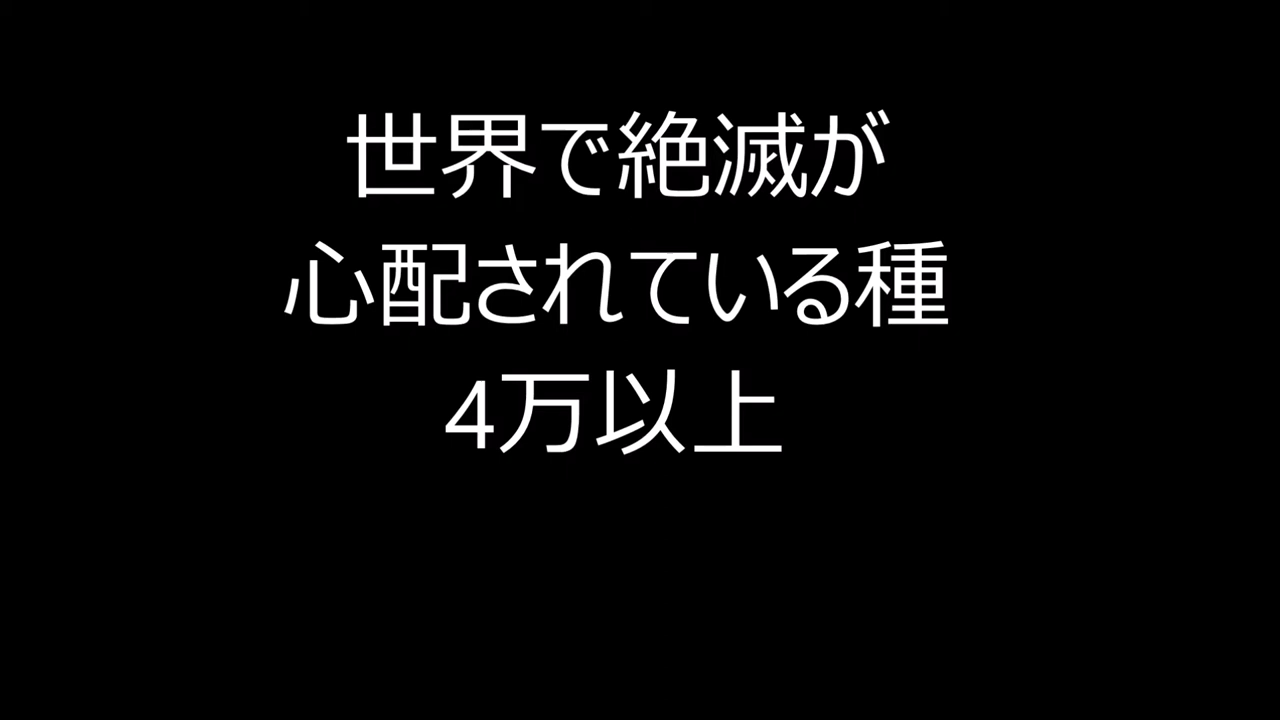 世界で絶滅が
心配されている種
4万以上